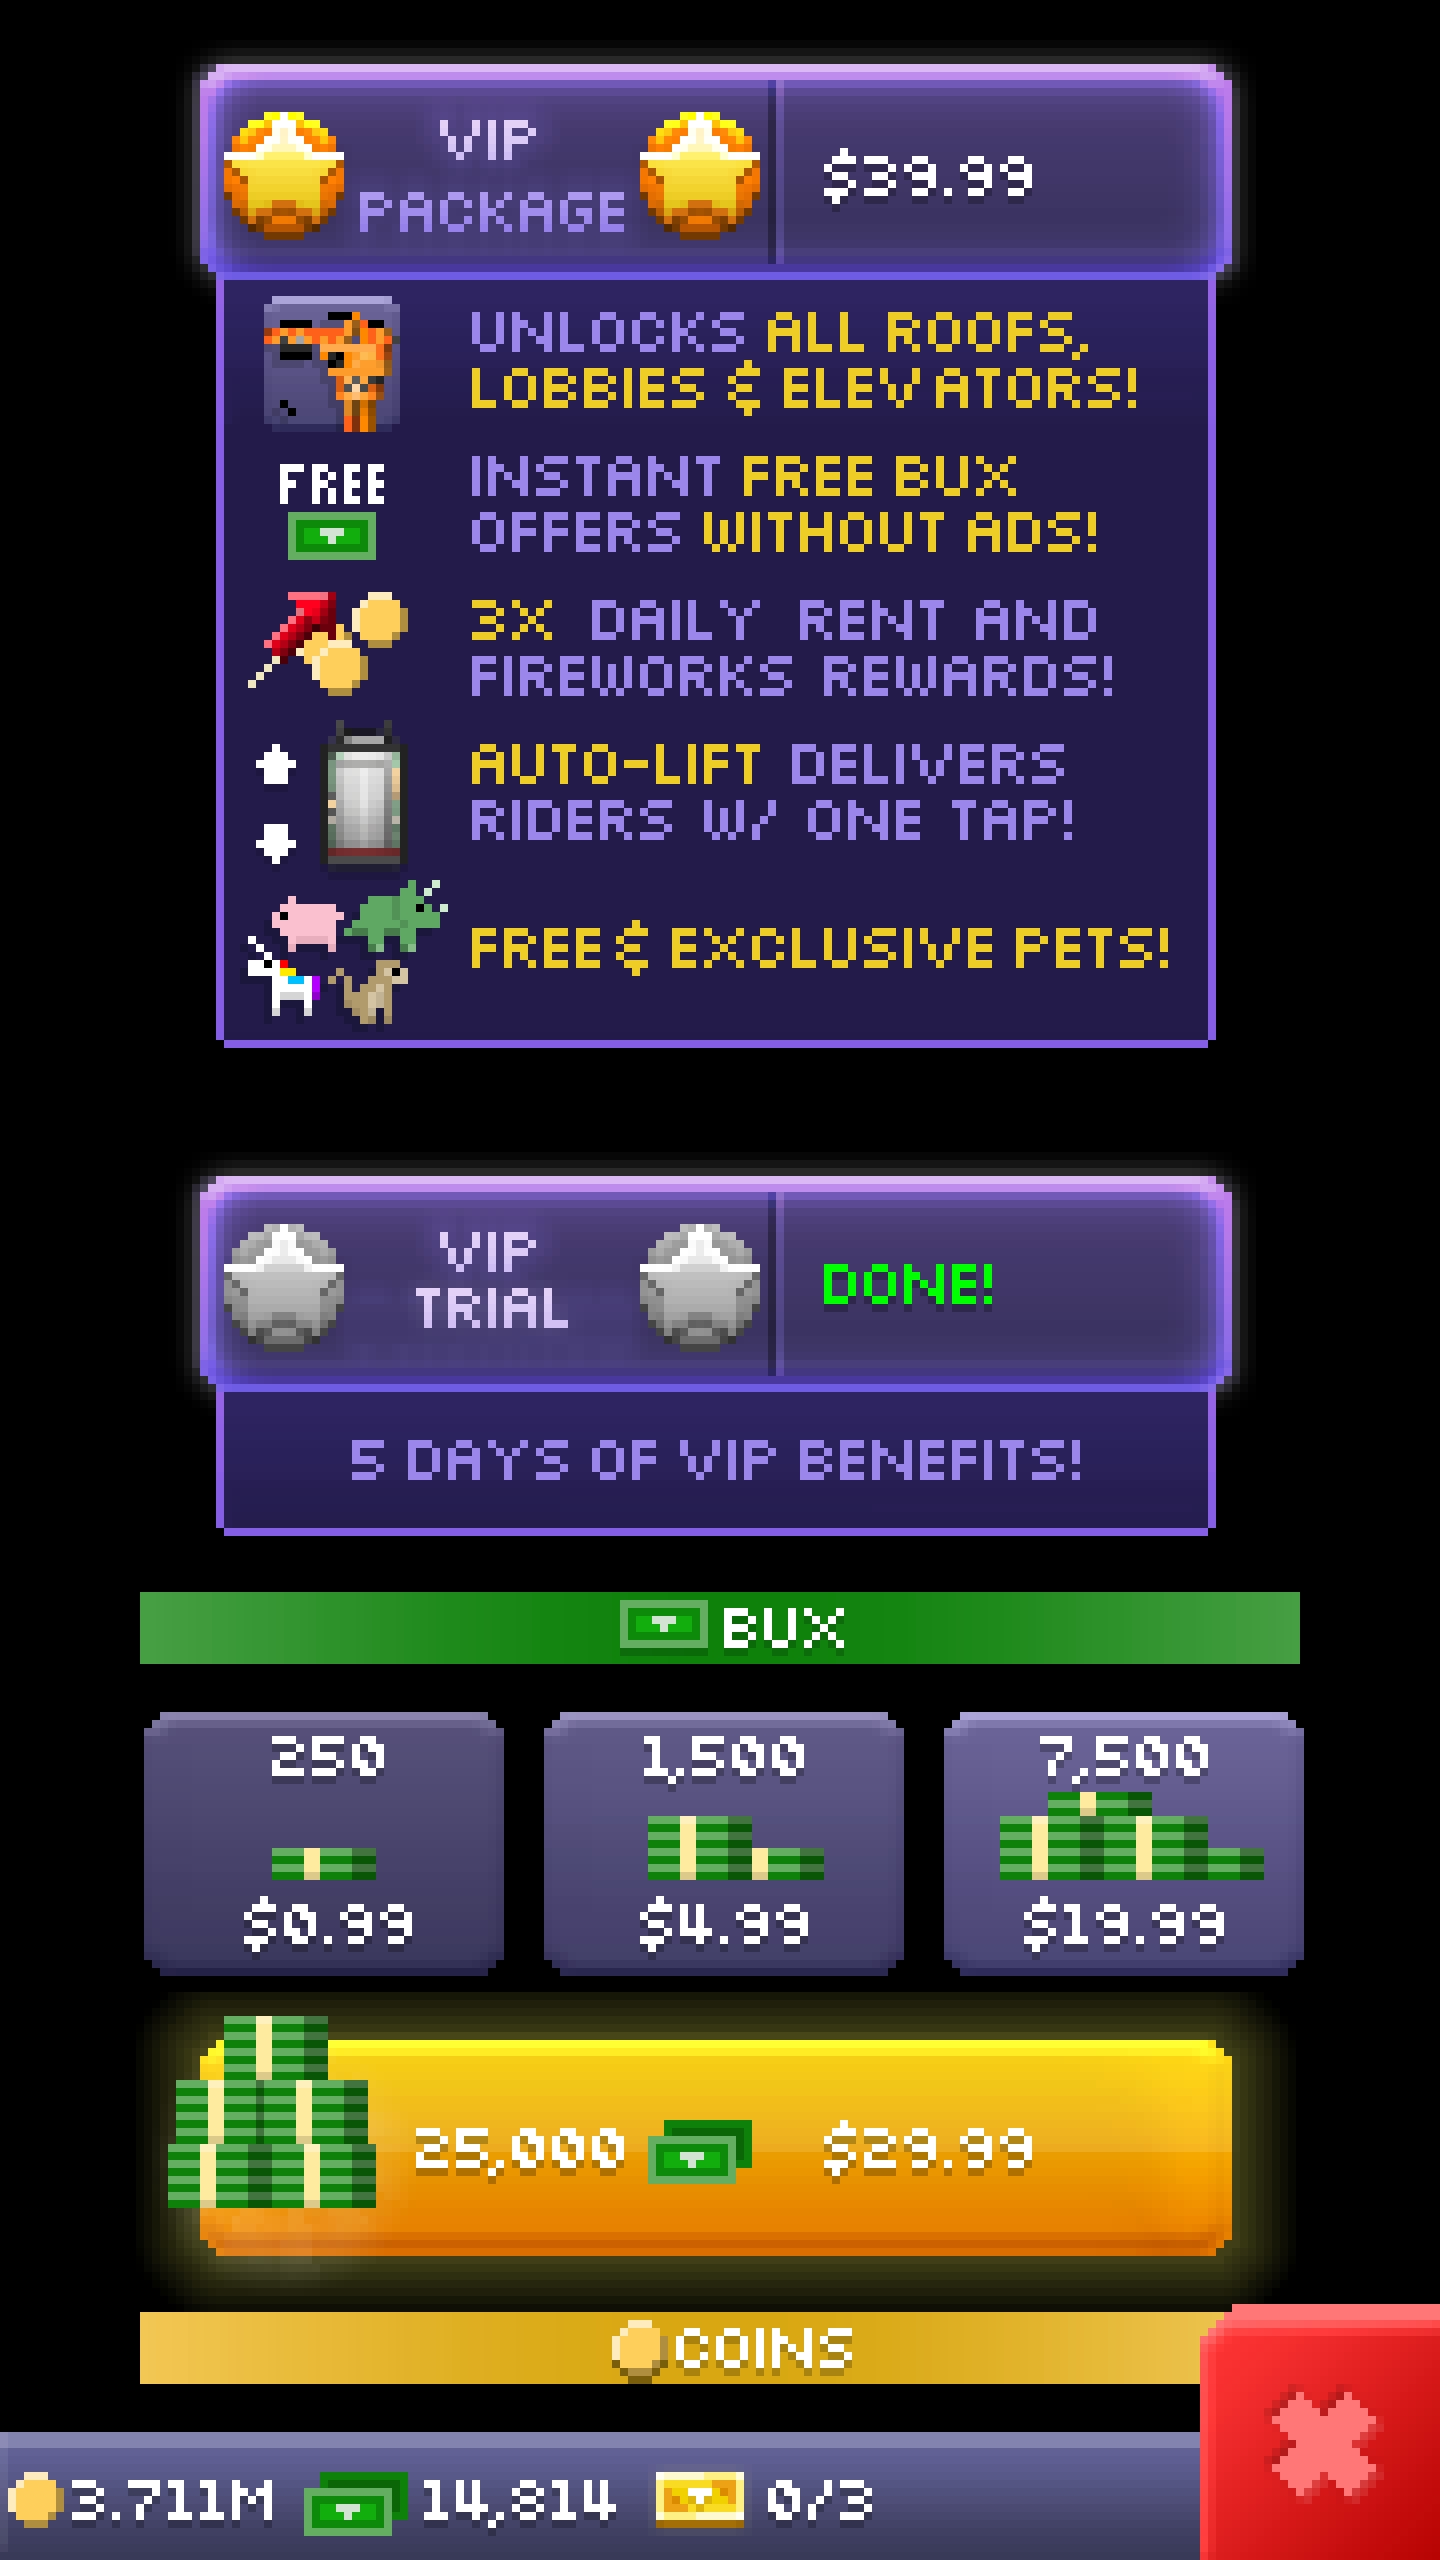 VIP
PACKAGE
$39.99
UNLOCKS ALL ROOFS,
LOBBIES & ELEVATORS!
FREE
INSTANT FREE BUX
OFFERS WITHOUT ADS!
3X DAILY RENT AND
FIREWORKS REWARDS!
AUTO-LIFT DELIVERS
RIDERS W/ ONE TAP!
FREE & EXCLUSIVE PETS!
VIP
TRIAL
DONE!
5 DAYS OF VIP BENEFITS!
BUX
250
$0.99
1,500
$4.99
7,500
$19.99
25,000
$29.99
COINS
3.711M 14,814 0/3